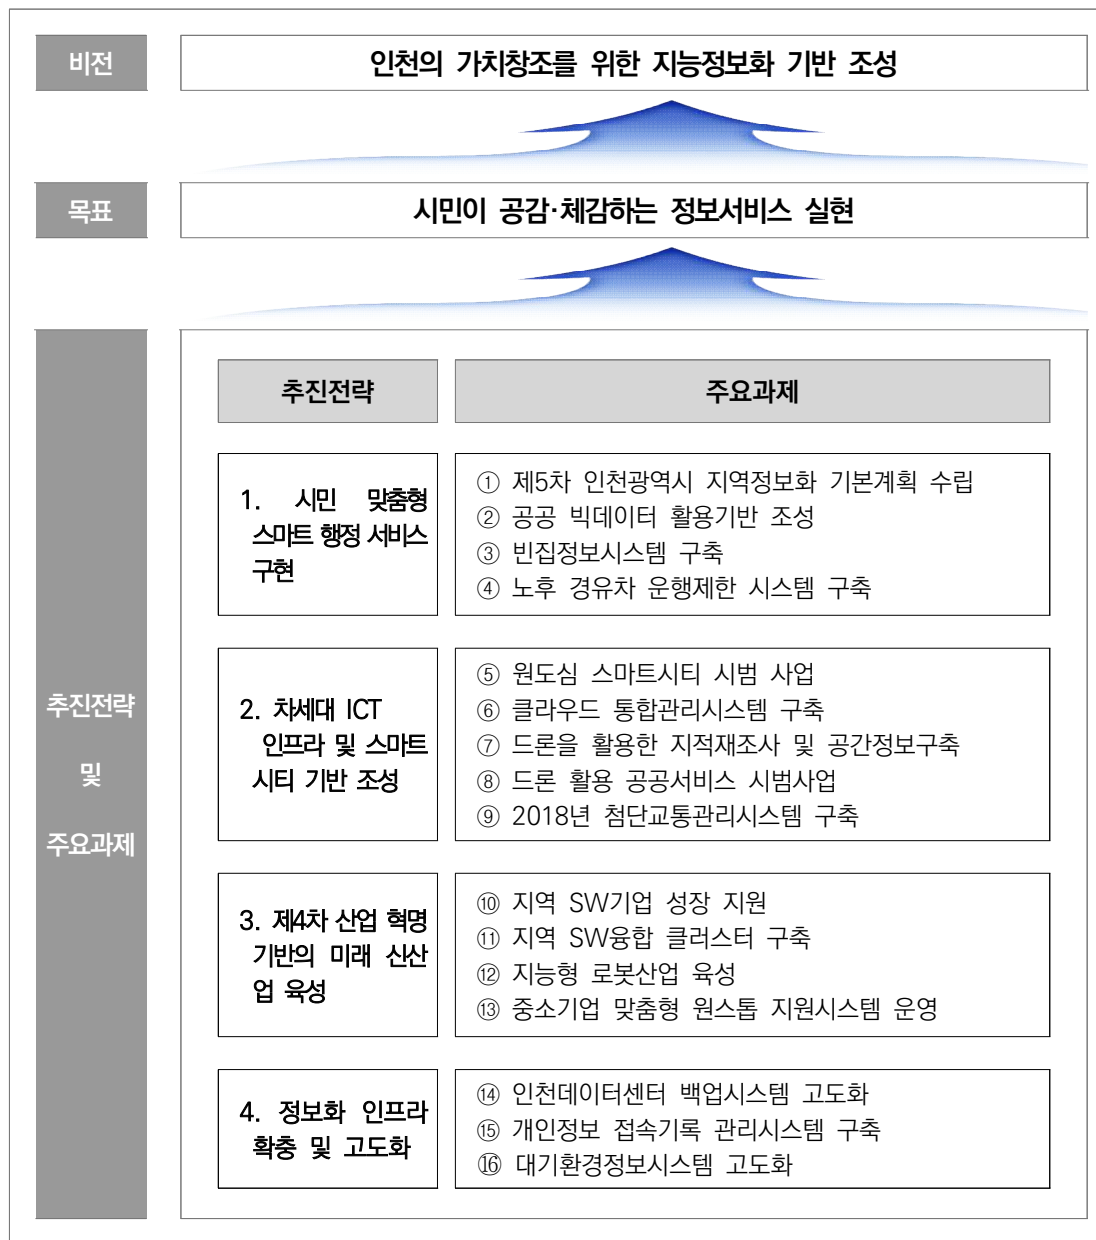 비전
인천의 가치창조를 위한 지능정보화 기반 조성
목표
시민이 공감·체감하는 정보서비스 실현
추진전략
및
주요과제
추진전략
주요과제
1. 시민 맞춤형
스마트 행정 서비스
구현
① 제5차 인천광역시 지역정보화 기본계획 수립
② 공공 빅데이터 활용기반 조성
③ 빈집정보시스템 구축
④ 노후 경유차 운행제한 시스템 구축
2. 차세대 ICT
인프라 및 스마트
시티 기반 조성
⑤ 원도심 스마트시티 시범 사업
⑥ 클라우드 통합관리시스템 구축
⑦ 드론을 활용한 지적재조사 및 공간정보구축
⑧ 드론 활용 공공서비스 시범사업
⑨ 2018년 첨단교통관리시스템 구축
3. 제4차 산업 혁명
기반의 미래 신산
업 육성
⑩ 지역 SW기업 성장 지원
⑪ 지역 SW융합 클러스터 구축
⑫ 지능형 로봇산업 육성
⑬ 중소기업 맞춤형 원스톱 지원시스템 운영
4. 정보화 인프라
확충 및 고도화
⑭ 인천데이터센터 백업시스템 고도화
⑮ 개인정보 접속기록 관리시스템 구축
⑯ 대기환경정보시스템 고도화